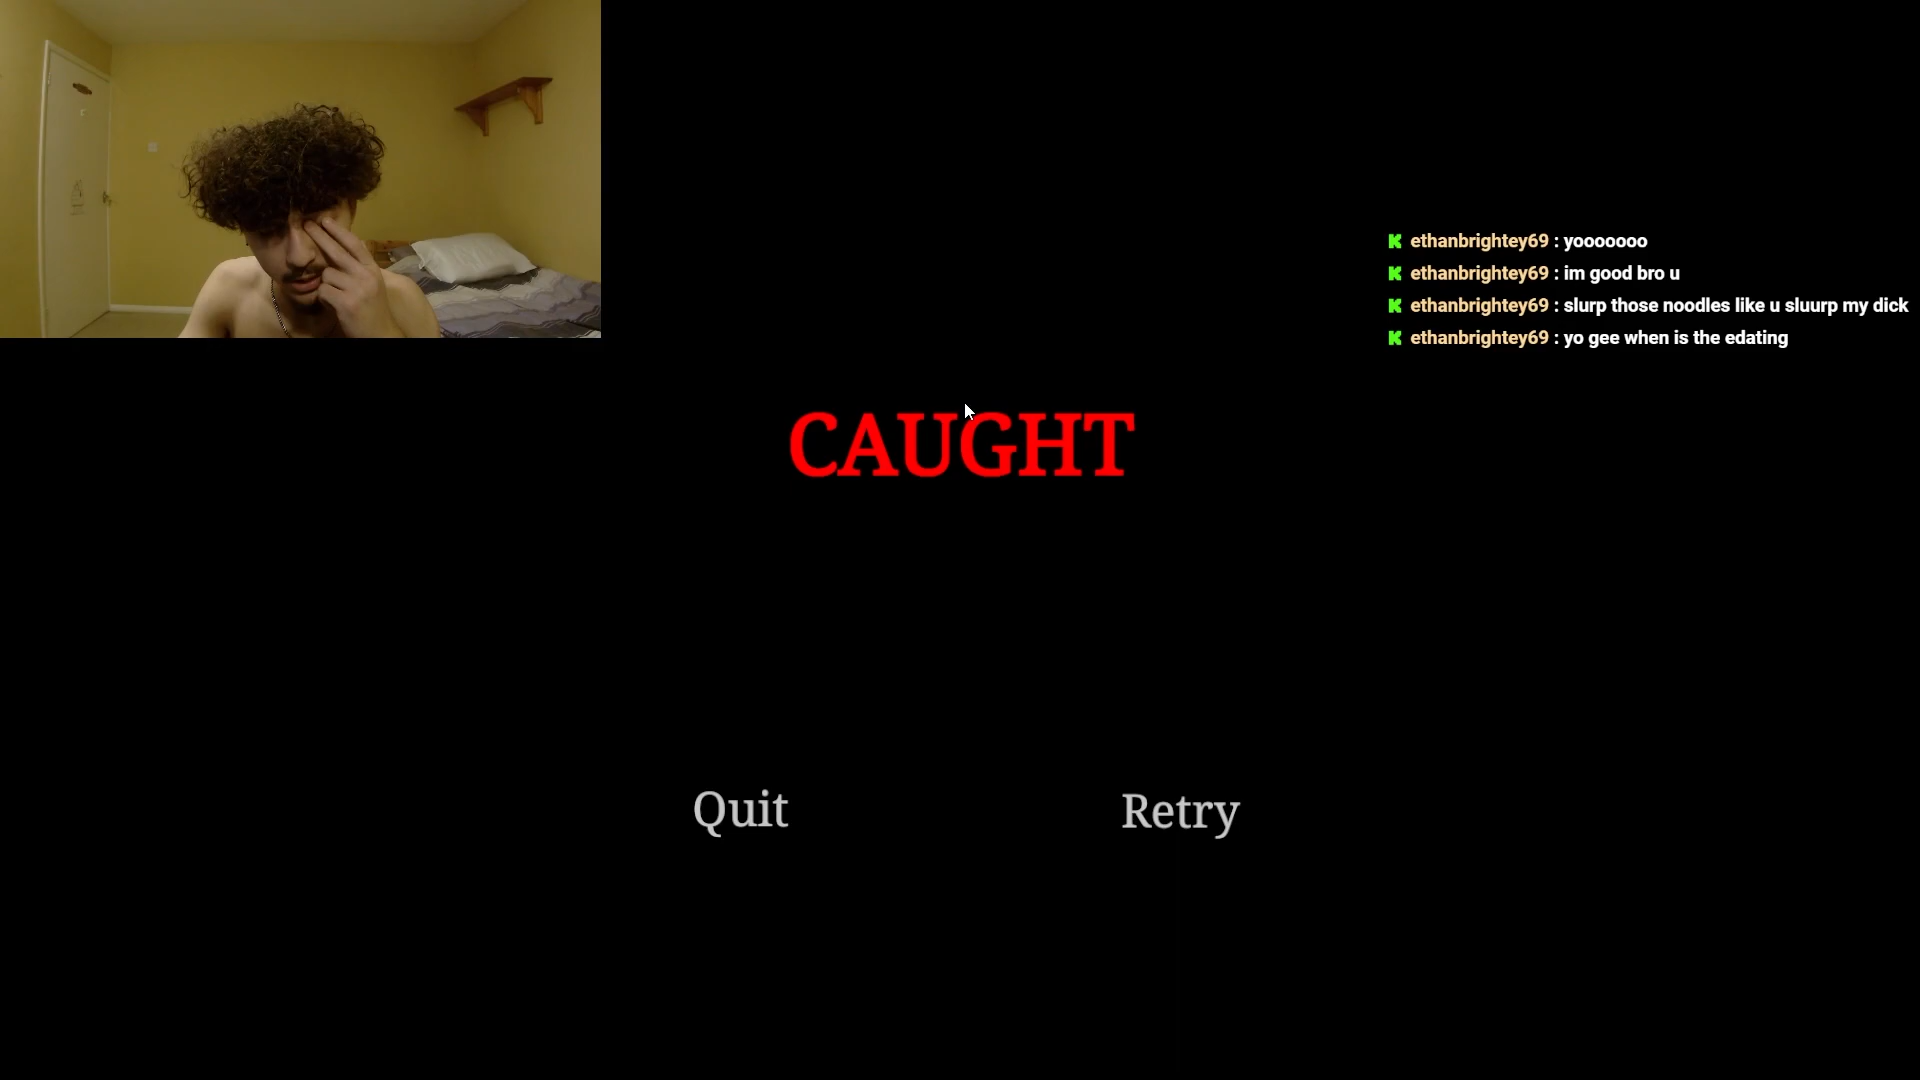 ethanbrightey69 : yooooooo
ethanbrightey69 : im good bro u
ethanbrightey69 : slurp those noodles like u sluurp my dick
ethanbrightey69 : yo gee when is the edating
CAUGHT
Quit
Retry